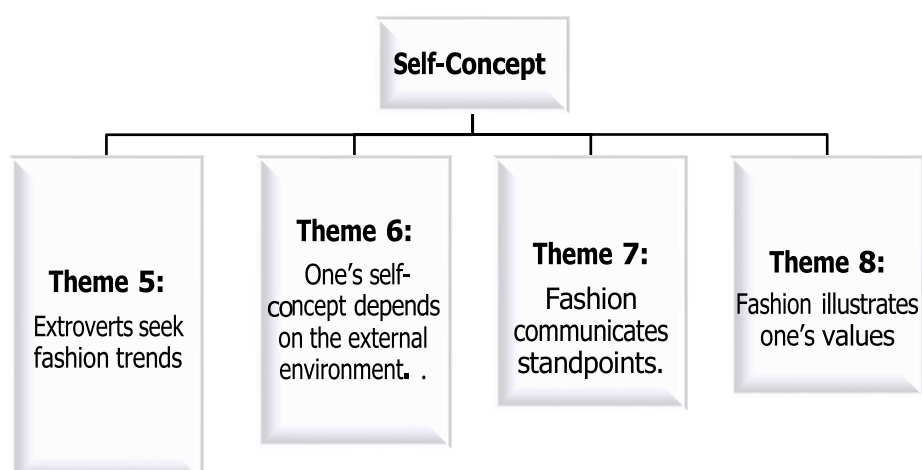 Self-Concept
Theme 5:
Extroverts seek
fashion trends
Theme 6:
One's self-
concept depends
on the external
environment. .
Theme 7:
Fashion
communicates
standpoints.
Theme 8:
Fashion illustrates
one's values